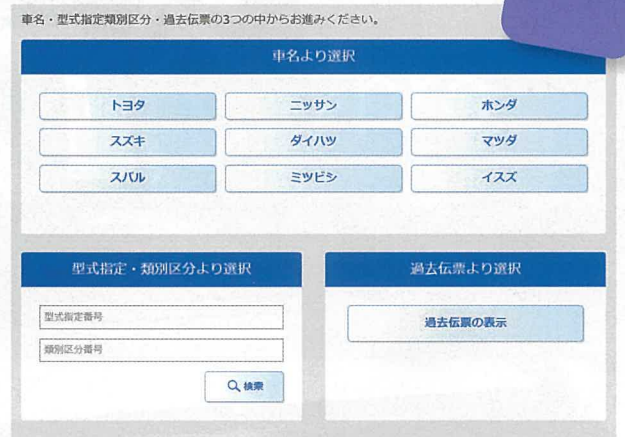 車名・型式指定類別区分・過去伝票の3つの中からお進みください。
車名より選択
トヨタ
ニッサン
ホンダ
スズキ
ダイハツ
マツダ
スバル
ミツビシ
イスズ
型式指定・類別区分より選択
型式指定番号
類別区分番号
検索
過去伝票より選択
過去伝票の表示